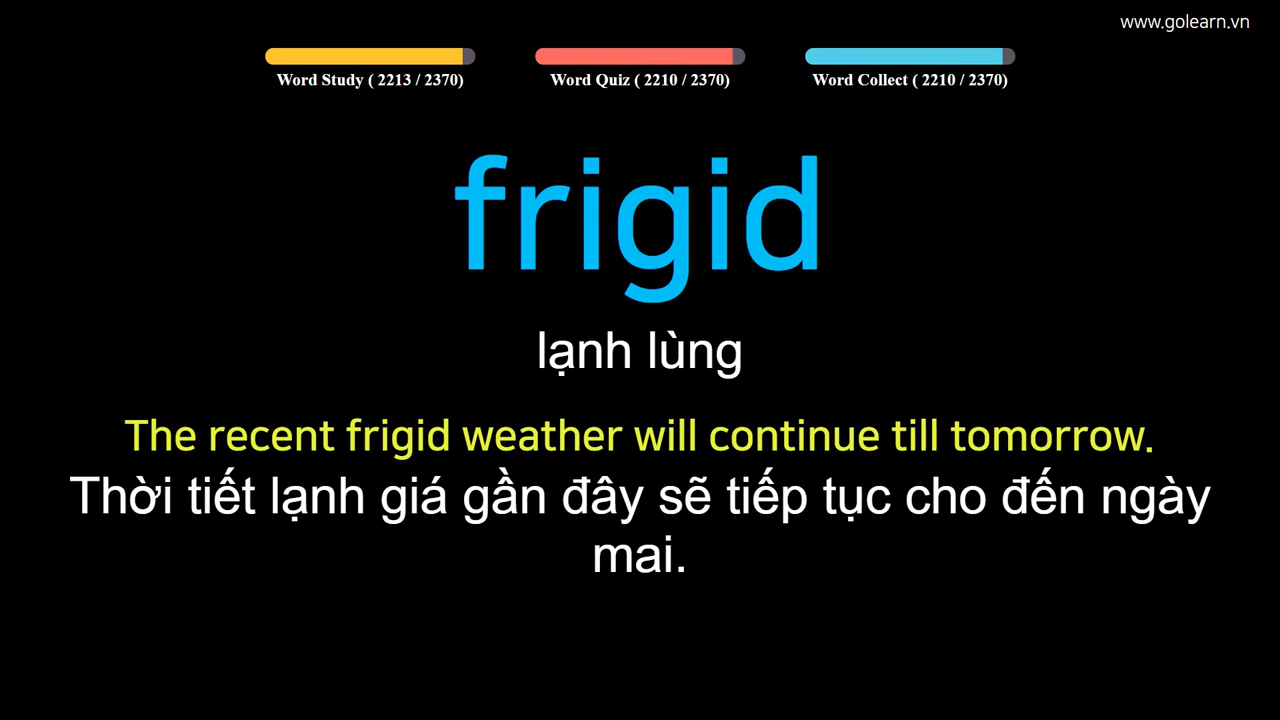 www.golearn.vn
Word Study ( 2213 / 2370)
Word Quiz ( 2210 / 2370)
Word Collect ( 2210 / 2370)
frigid
lạnh lùng
The recent frigid weather will continue till tomorrow.
Thời tiết lạnh giá gần đây sẽ tiếp tục cho đến ngày
mai.